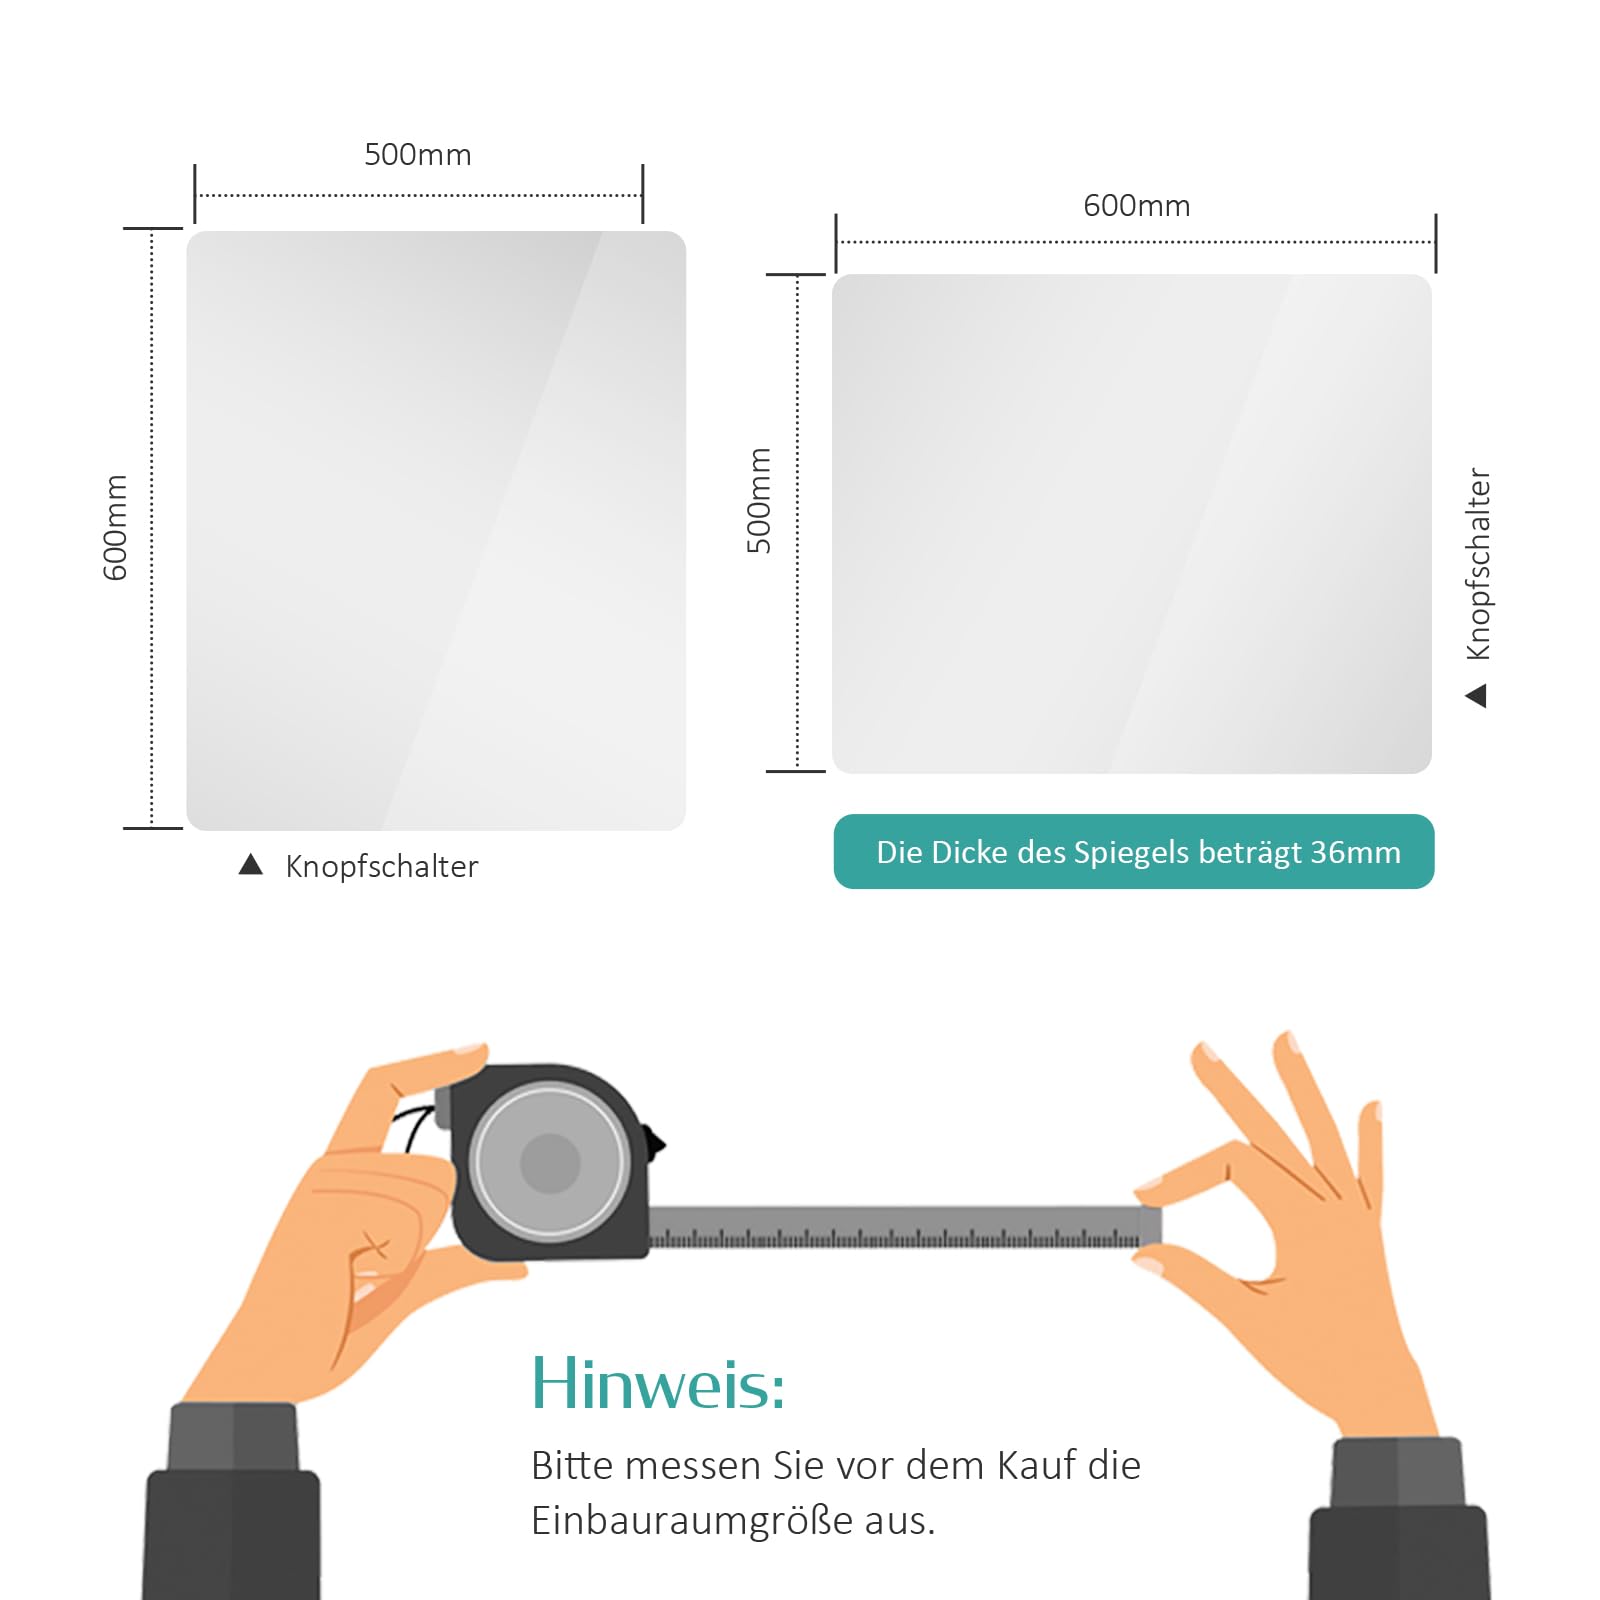 500mm
600mm
▲ Knopfschalter
600mm
500mm
◀ Knopfschalter
Die Dicke des Spiegels beträgt 36mm
Hinweis:
Bitte messen Sie vor dem Kauf die
Einbauraumgröße aus.